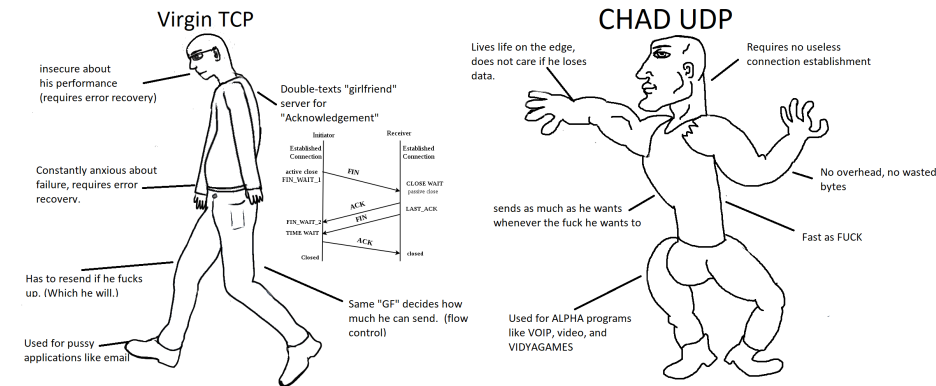 Virgin TCP
insecure about
his performance
(requires error recovery)
Double-texts "girlfriend"
server for
"Acknowledgement"
Initiator
Receiver
Established
Connection
Established
Connection
active close
FIN_WAIT_1
FIN
CLOSE WAIT
passive close
ACK
LAST_ACK
FIN_WAIT_2
FIN
TIME WAIT
ACK
Closed
closed
Constantly anxious about
failure, requires error
recovery.
Has to resend if he fucks
up. (Which he will.)
Same "GF" decides how
much he can send. (flow
control)
Used for pussy
applications like email
CHAD UDP
Lives life on the edge,
does not care if he loses
data.
Requires no useless
connection establishment
No overhead, no wasted
bytes
sends as much as he wants
whenever the fuck he wants to
Fast as FUCK
Used for ALPHA programs
like VOIP, video, and
VIDYAGAMES